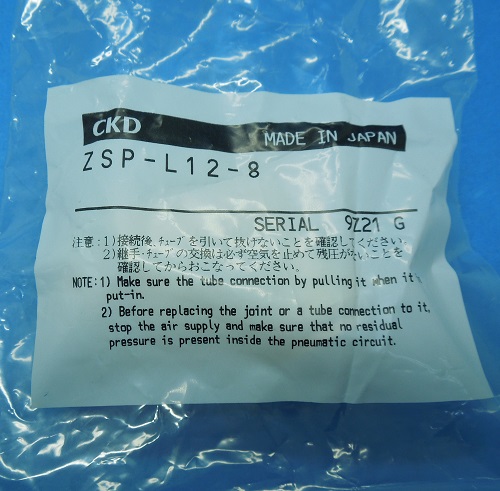 CKD
MADE IN JAPAN
ZSP-L12-8
SERIAL 9Z21 G
注意:1)接続後、チューブを引いて抜けないことを確認してください。
2)継手・チューブの交換は必ず空気を止めて残圧がないことを
確認してからおこなってください。
NOTE:1) Make sure the tube connection by pulling it when it's
put-in.
2) Before replacing the joint or a tube connection to it,
stop the air supply and make sure that no residual
pressure is present inside the pneumatic circuit.